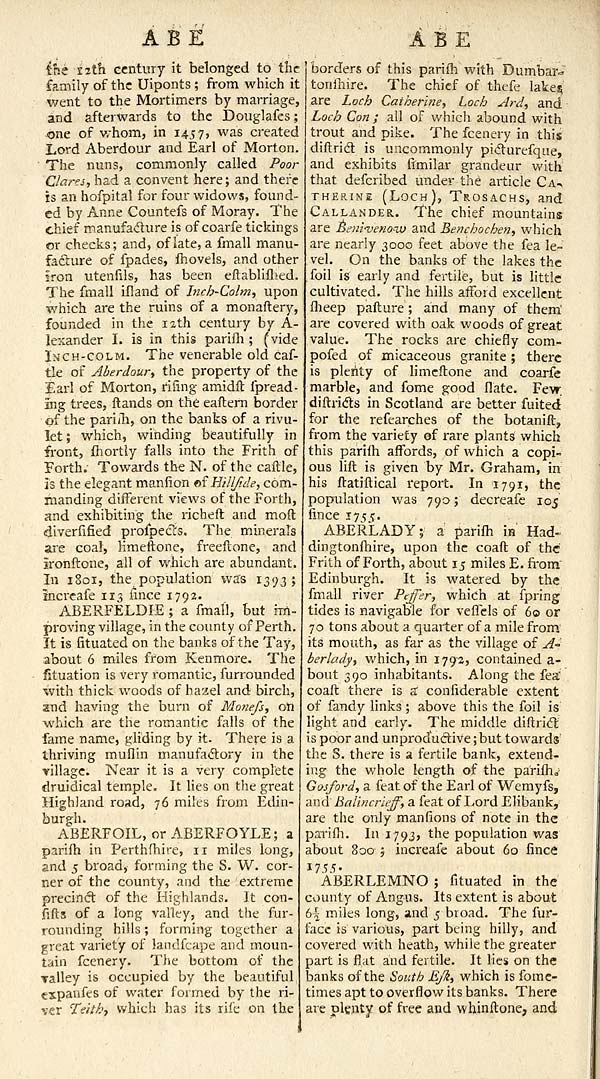 ABE
ABE
the 12th century it belonged to the
family of the Uiponts; from which it
went to the Mortimers by marriage,
and afterwards to the Douglaſes;
one of whom, in 1457, was created
Lord Aberdour and Earl of Morton.
The nuns, commonly called Poor
Clares, had a convent here; and there
is an hoſpital for four widows, found-
ed by Anne Counteſs of Moray. The
chief manufacture is of coarſe tickings
or checks; and, of late, a ſmall manu-
facture of ſpades, ſhovels, and other
iron utenſils, has been eſtabliſhed.
The ſmall iſland of Inch-Colm, upon
which are the ruins of a monaſtery,
founded in the 12th century by A-
lexander I. is in this pariſh; (vide
INCH-COLM. The venerable old caſ-
tle of Aberdour, the property of the
Earl of Morton, riſing amidſt ſpread-
ing trees, ſtands on the eaſtern border
of the pariſh, on the banks of a rivu-
let; which, winding beautifully in
front, ſhortly falls into the Frith of
Forth. Towards the N. of the caſtle,
is the elegant manſion of Hillſide, com-
manding different views of the Forth,
and exhibiting the richeſt and moſt
diverſified proſpects. The minerals
are coal, limeſtone, freeſtone, and
ironſtone, all of which are abundant.
In 1801, the population was 1393;
increaſe 113 ſince 1792.
ABERFELDIE; a ſmall, but im-
proving village, in the county of Perth.
It is ſituated on the banks of the Tay,
about 6 miles from Kenmore. The
ſituation is very romantic, ſurrounded
with thick woods of hazel and birch,
and having the burn of Moneſs, on
which are the romantic falls of the
ſame name, gliding by it. There is a
thriving muſlin manufactory in the
village. Near it is a very complete
druidical temple. It lies on the great
Highland road, 76 miles from Edin-
burgh.
ABERFOIL, or ABERFOYLE; a
pariſh in Perthſhire, 11 miles long,
and 5 broad, forming the S. W. cor-
ner of the county, and the extreme
precinct of the Highlands. It con-
ſiſts of a long valley, and the ſur-
rounding hills; forming together a
great variety of landſcape and moun-
tain ſcenery. The bottom of the
valley is occupied by the beautiful
expanſes of water formed by the ri-
ver Teith, which has its riſe on the
borders of this pariſh with Dumbar-
tonſhire. The chief of theſe lakes
are Loch Catherine, Loch Ard, and
Loch Con; all of which abound with
trout and pike. The ſcenery in this
diſtrict is uncommonly pictureſque,
and exhibits ſimilar grandeur with
that deſcribed under the article CA-
THERINE (LOCH), TROSACHS, and
CALLANDER. The chief mountains
are Benivenow and Benchochen, which
are nearly 3000 feet above the ſea le-
vel. On the banks of the lakes the
ſoil is early and fertile, but is little
cultivated. The hills afford excellent
ſheep paſture; and many of them
are covered with oak woods of great
value. The rocks are chiefly com-
poſed of micaceous granite; there
is plenty of limeſtone and coarſe
marble, and ſome good ſlate. Few
diſtricts in Scotland are better ſuited
for the reſearches of the botaniſt,
from the variety of rare plants which
this pariſh affords, of which a copi-
ous liſt is given by Mr. Graham, in
his ſtatiſtical report. In 1791, the
population was 790; decreaſe 105
ſince 1755.
ABERLADY; a pariſh in Had-
dingtonſhire, upon the coaſt of the
Frith of Forth, about 15 miles E. from
Edinburgh. It is watered by the
ſmall river Peffer, which at ſpring
tides is navigable for veſſels of 60 or
70 tons about a quarter of a mile from
its mouth, as far as the village of A-
berlady, which, in 1792, contained a-
bout 390 inhabitants. Along the ſea
coaſt there is a conſiderable extent
of ſandy links; above this the ſoil is
light and early. The middle diſtrict
is poor and unproductive; but towards
the S. there is a fertile bank, extend-
ing the whole length of the pariſh.
Gosford, a ſeat of the Earl of Wemyſs,
and Balincrieff, a ſeat of Lord Elibank,
are the only manſions of note in the
pariſh. In 1793, the population was
about 800; increaſe about 60 ſince
1755.
ABERLEMNO; ſituated in the
county of Angus. Its extent is about
6½ miles long, and 5 broad. The ſur-
face is various, part being hilly, and
covered with heath, while the greater
part is flat and fertile. It lies on the
banks of the South Eſk, which is ſome-
times apt to overflow its banks. There
are plenty of free and whinſtone, and